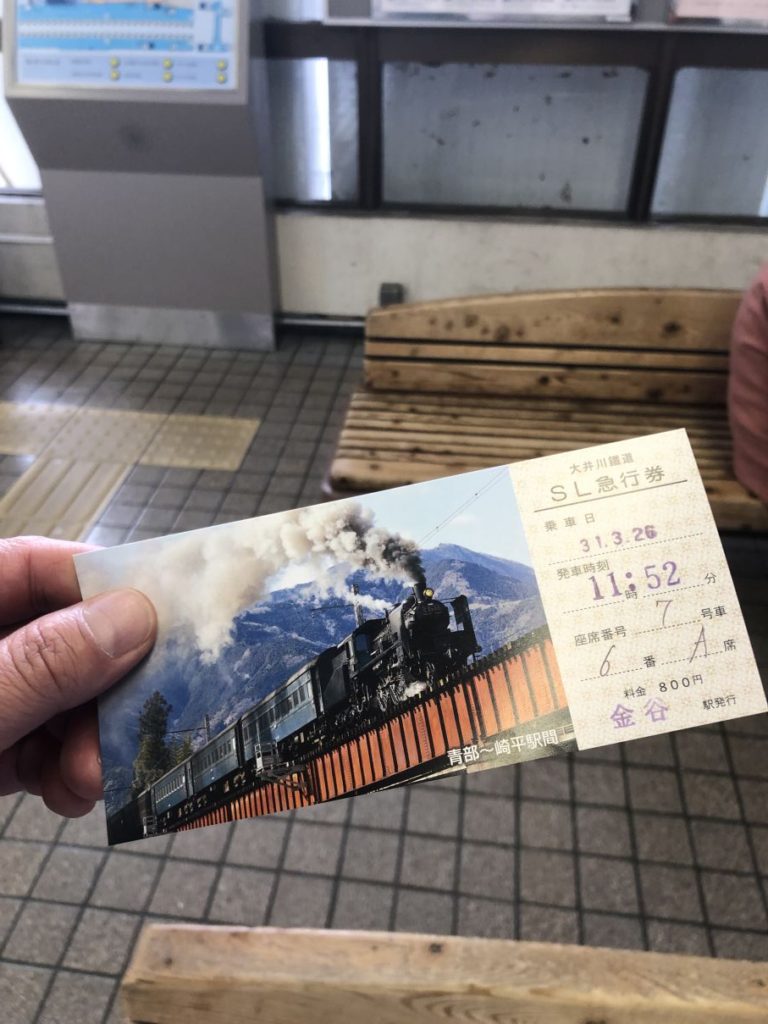 大井川鐵道
SL急行券
乗車日
31.3.26
発車時刻
11時52分
座席番号 7号車
6番A席
料金 800円
金谷 駅発行
青部～崎平駅間